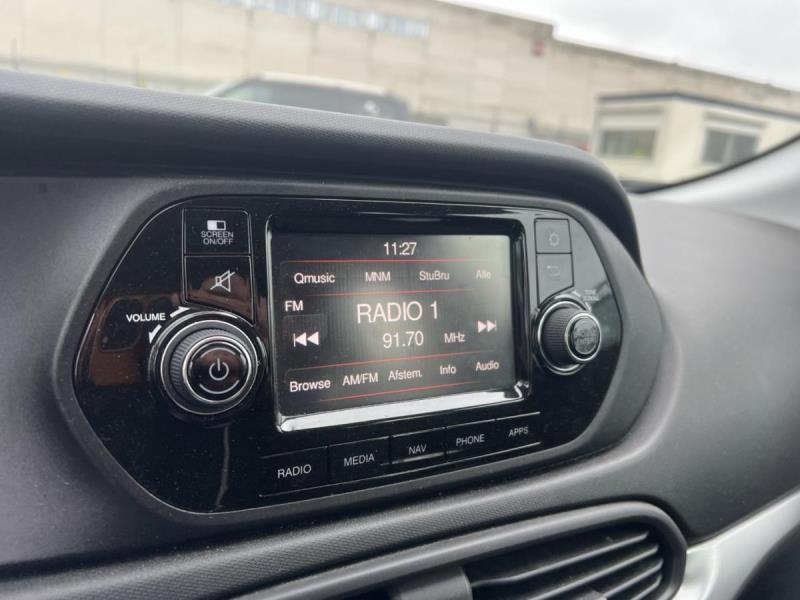 SCREEN
ON/OFF
VOLUME
11:27
Qmusic MNM StuBru Alle
FM
RADIO 1
91.70 MHz
Browse AM/FM Afstem. Info Audio
RADIO MEDIA NAV PHONE APPS